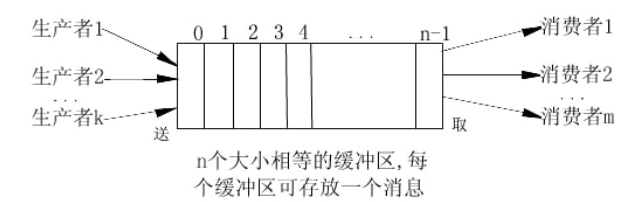 生产者1
生产者2
...
生产者k
送
0 1 2 3 4 ... n-1
消费者1
消费者2
...
消费者m
取
n个大小相等的缓冲区,每
个缓冲区可存放一个消息